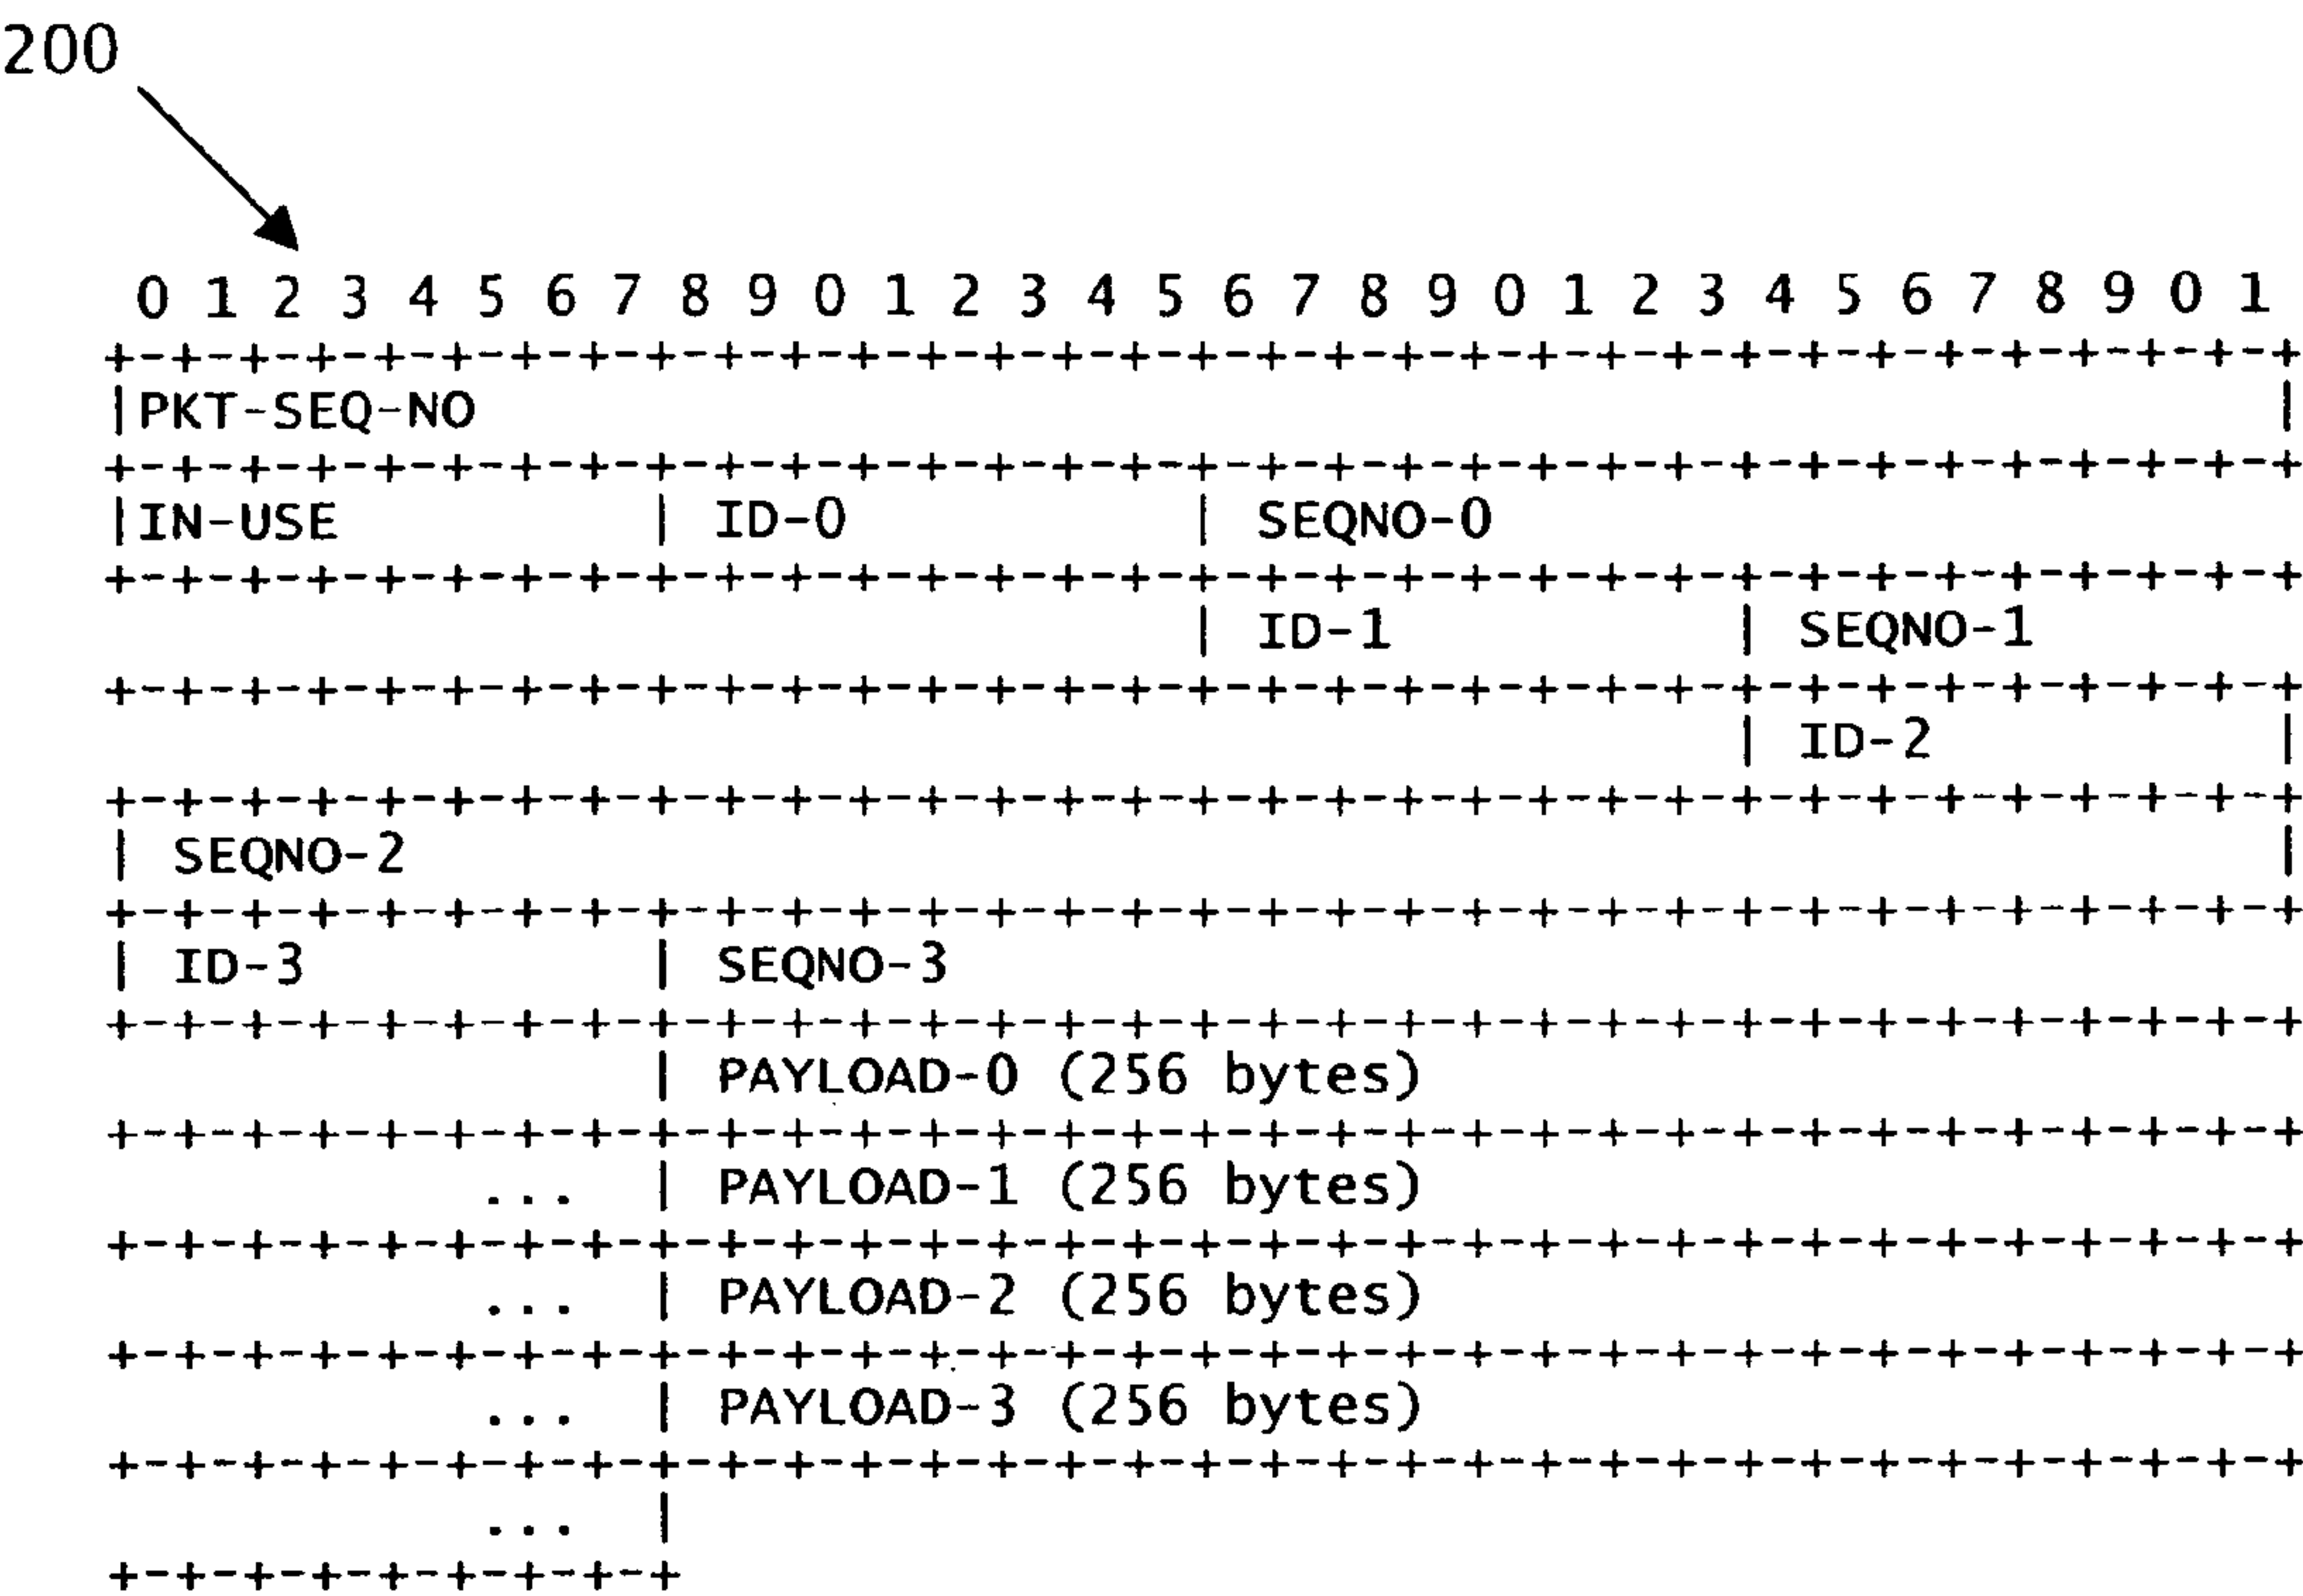 200
0 1 2 3 4 5 6 7 8 9 0 1 2 3 4 5 6 7 8 9 0 1 2 3 4 5 6 7 8 9 0 1
+-+-+-+-+-+-+-+-+-+-+-+-+-+-+-+-+-+-+-+-+-+-+-+-+-+-+-+-+-+-+-+-+
|PKT-SEQ-NO |
+-+-+-+-+-+-+-+-+-+-+-+-+-+-+-+-+-+-+-+-+-+-+-+-+-+-+-+-+-+-+-+-+
|IN-USE | ID-0 | SEQNO-0
+-+-+-+-+-+-+-+-+-+-+-+-+-+-+-+-+-+-+-+-+-+-+-+-+-+-+-+-+-+-+-+-+
| ID-1 | SEQNO-1
+-+-+-+-+-+-+-+-+-+-+-+-+-+-+-+-+-+-+-+-+-+-+-+-+-+-+-+-+-+-+-+-+
| ID-2 |
+-+-+-+-+-+-+-+-+-+-+-+-+-+-+-+-+-+-+-+-+-+-+-+-+-+-+-+-+-+-+-+-+
| SEQNO-2 |
+-+-+-+-+-+-+-+-+-+-+-+-+-+-+-+-+-+-+-+-+-+-+-+-+-+-+-+-+-+-+-+-+
| ID-3 | SEQNO-3
+-+-+-+-+-+-+-+-+-+-+-+-+-+-+-+-+-+-+-+-+-+-+-+-+-+-+-+-+-+-+-+-+
| PAYLOAD-0 (256 bytes)
+-+-+-+-+-+-+-+-+-+-+-+-+-+-+-+-+-+-+-+-+-+-+-+-+-+-+-+-+-+-+-+-+
... | PAYLOAD-1 (256 bytes)
+-+-+-+-+-+-+-+-+-+-+-+-+-+-+-+-+-+-+-+-+-+-+-+-+-+-+-+-+-+-+-+-+
... | PAYLOAD-2 (256 bytes)
+-+-+-+-+-+-+-+-+-+-+-+-+-+-+-+-+-+-+-+-+-+-+-+-+-+-+-+-+-+-+-+-+
... | PAYLOAD-3 (256 bytes)
+-+-+-+-+-+-+-+-+-+-+-+-+-+-+-+-+-+-+-+-+-+-+-+-+-+-+-+-+-+-+-+-+
... |
+-+-+-+-+-+-+-+-+